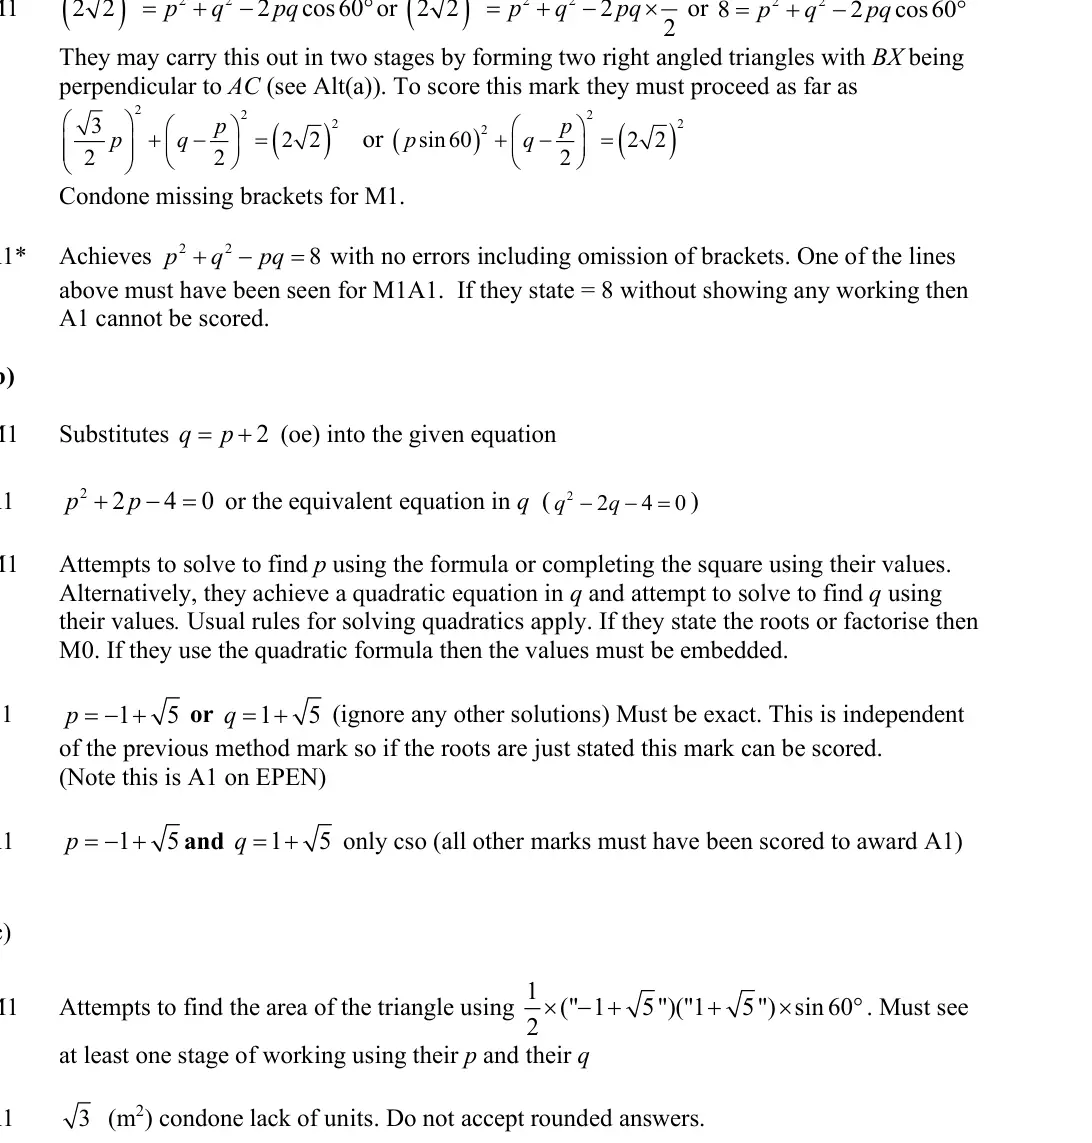 M1 (2√2)² = p² + q² − 2pq cos 60° or (2√2)² = p² + q² − 2pq × 1/2 or 8 = p² + q² − 2pq cos 60°
They may carry this out in two stages by forming two right angled triangles with BX being
perpendicular to AC (see Alt(a)). To score this mark they must proceed as far as
(√3/2 p)² + (q − p/2)² = (2√2)² or (p sin 60)² + (q − p/2)² = (2√2)²
Condone missing brackets for M1.
1* Achieves p² + q² − pq = 8 with no errors including omission of brackets. One of the lines
above must have been seen for M1A1. If they state = 8 without showing any working then
A1 cannot be scored.
)
1 Substitutes q = p + 2 (oe) into the given equation
1 p² + 2p − 4 = 0 or the equivalent equation in q (q² − 2q − 4 = 0)
1 Attempts to solve to find p using the formula or completing the square using their values.
Alternatively, they achieve a quadratic equation in q and attempt to solve to find q using
their values. Usual rules for solving quadratics apply. If they state the roots or factorise then
M0. If they use the quadratic formula then the values must be embedded.
1 p = −1 + √5 or q = 1 + √5 (ignore any other solutions) Must be exact. This is independent
of the previous method mark so if the roots are just stated this mark can be scored.
(Note this is A1 on EPEN)
1 p = −1 + √5 and q = 1 + √5 only cso (all other marks must have been scored to award A1)
)
1 Attempts to find the area of the triangle using 1/2 × ("−1 + √5")("1 + √5") × sin 60°. Must see
at least one stage of working using their p and their q
1 √3 (m²) condone lack of units. Do not accept rounded answers.